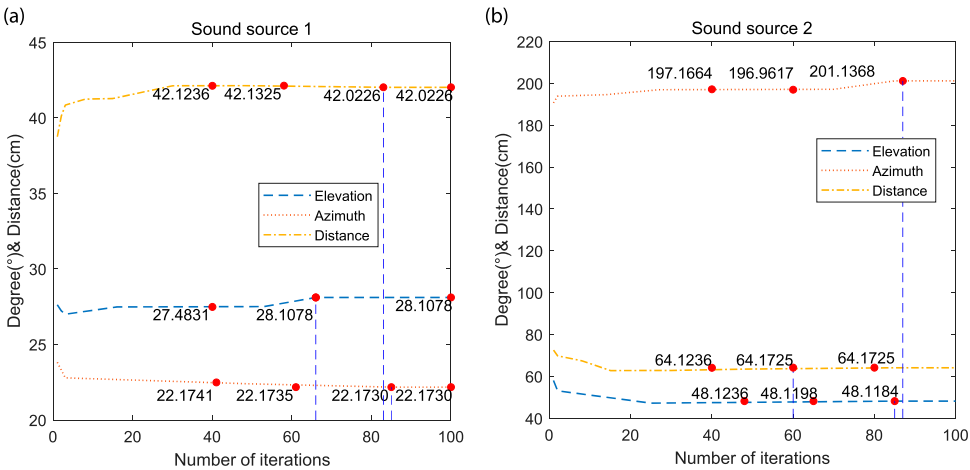 (a)
Sound source 1
45
40
35
30
25
20
Degree(°)& Distance(cm)
42.1236 42.1325 42.0226 42.0226
Elevation
Azimuth
Distance
27.4831 28.1078 28.1078
22.1741 22.1735 22.1730 22.1730
0 20 40 60 80 100
Number of iterations
(b)
Sound source 2
220
200
180
160
140
120
100
80
60
40
Degree(°)& Distance(cm)
197.1664 196.9617 201.1368
Elevation
Azimuth
Distance
64.1236 64.1725 64.1725
48.1236 48.1198 48.1184
0 20 40 60 80 100
Number of iterations